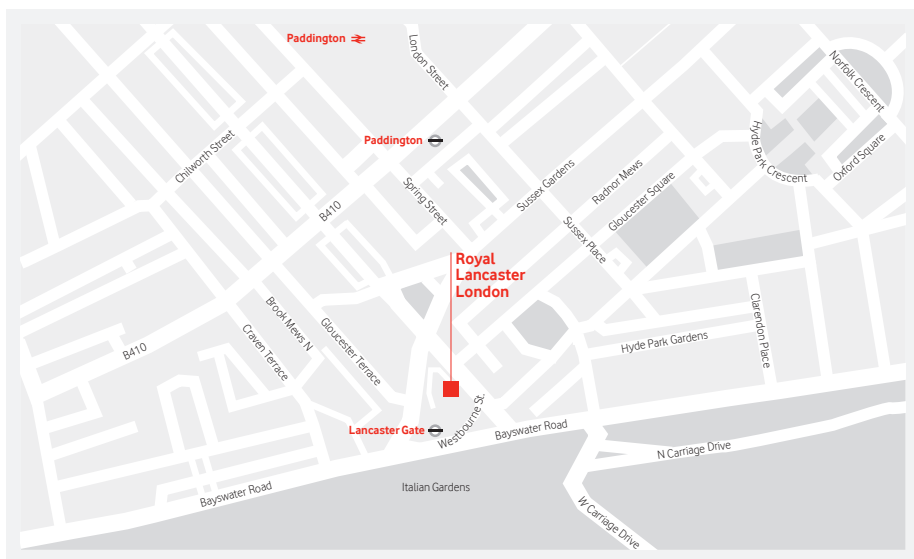 Paddington
London Street
Norfolk Crescent
Paddington
Chilworth Street
Hyde Park Crescent
Oxford Square
Spring Street
Sussex Gardens
Radnor Mews
Gloucester Square
B410
Sussex Place
Royal
Lancaster
London
Brook Mews N
Gloucester Terrace
Craven Terrace
Clarendon Place
Hyde Park Gardens
B410
Lancaster Gate
Westbourne St.
Bayswater Road
N Carriage Drive
Bayswater Road
Italian Gardens
W Carriage Drive